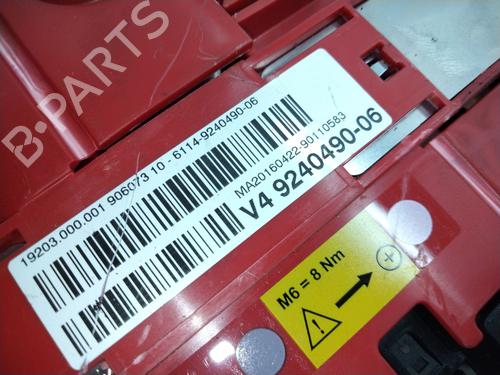 B-PARTS
19203.000.001 906073 10 - 6114-9240490-06
MA20160422-90110583
V4 9240490-06
M6 = 8 Nm